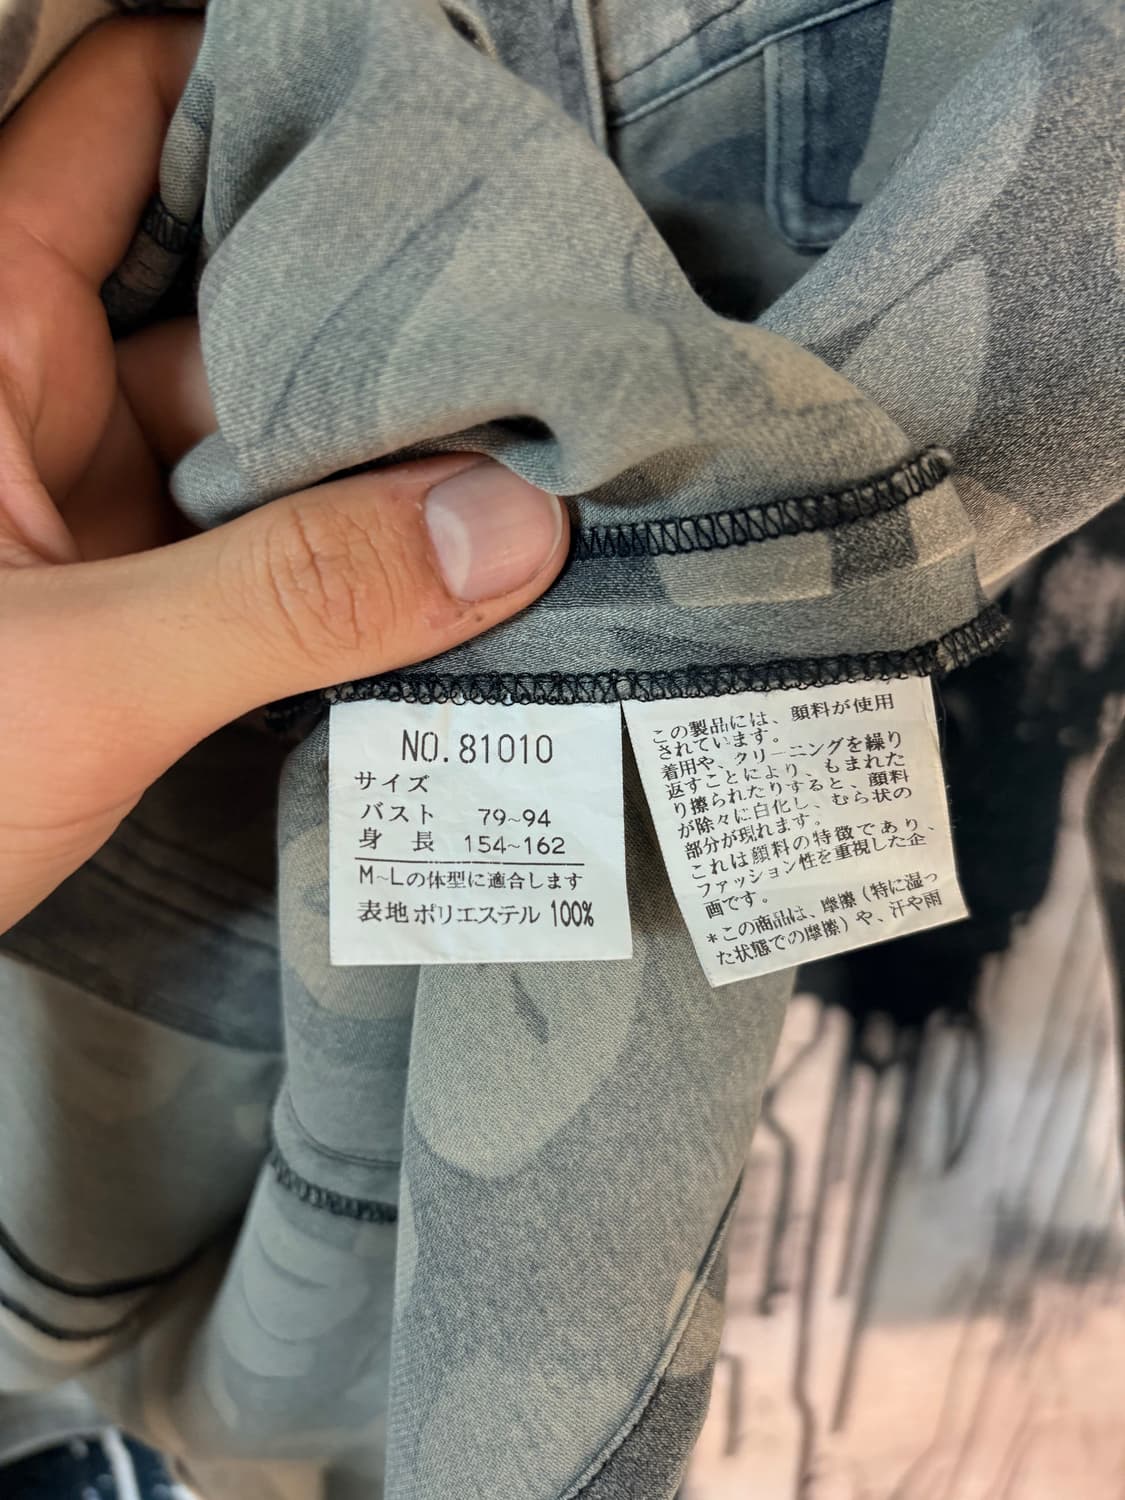 NO.81010
サイズ
バスト 79~94
身 長 154~162
M~Lの体型に適合します
表地 ポリエステル 100%
この製品には、顔料が使用
されています。
着用や、クリーニングを繰り
返すことにより、もまれた
り擦られたりすると、顔料
が除々に白化し、むら状の
部分が現れます。
これは顔料の特徴であり、
ファッション性を重視した企
画です。
*この商品は、摩擦（特に湿っ
た状態での摩擦）や、汗や雨